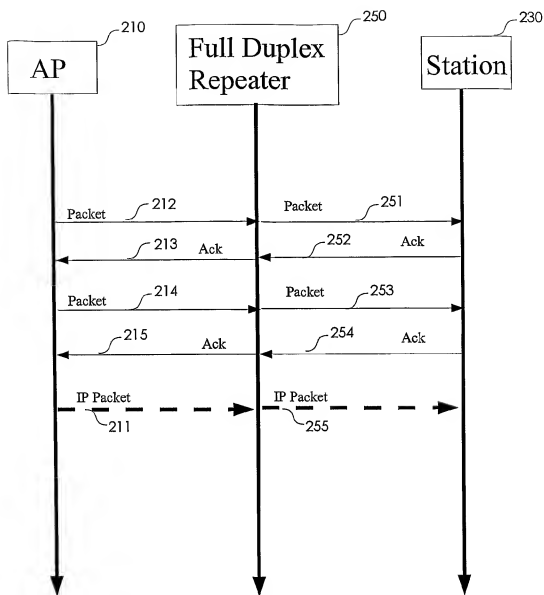 210
250
230
AP
Full Duplex
Repeater
Station
Packet 212 Packet 251
213 Ack 252 Ack
Packet 214 Packet 253
215 Ack 254 Ack
IP Packet IP Packet
211 255